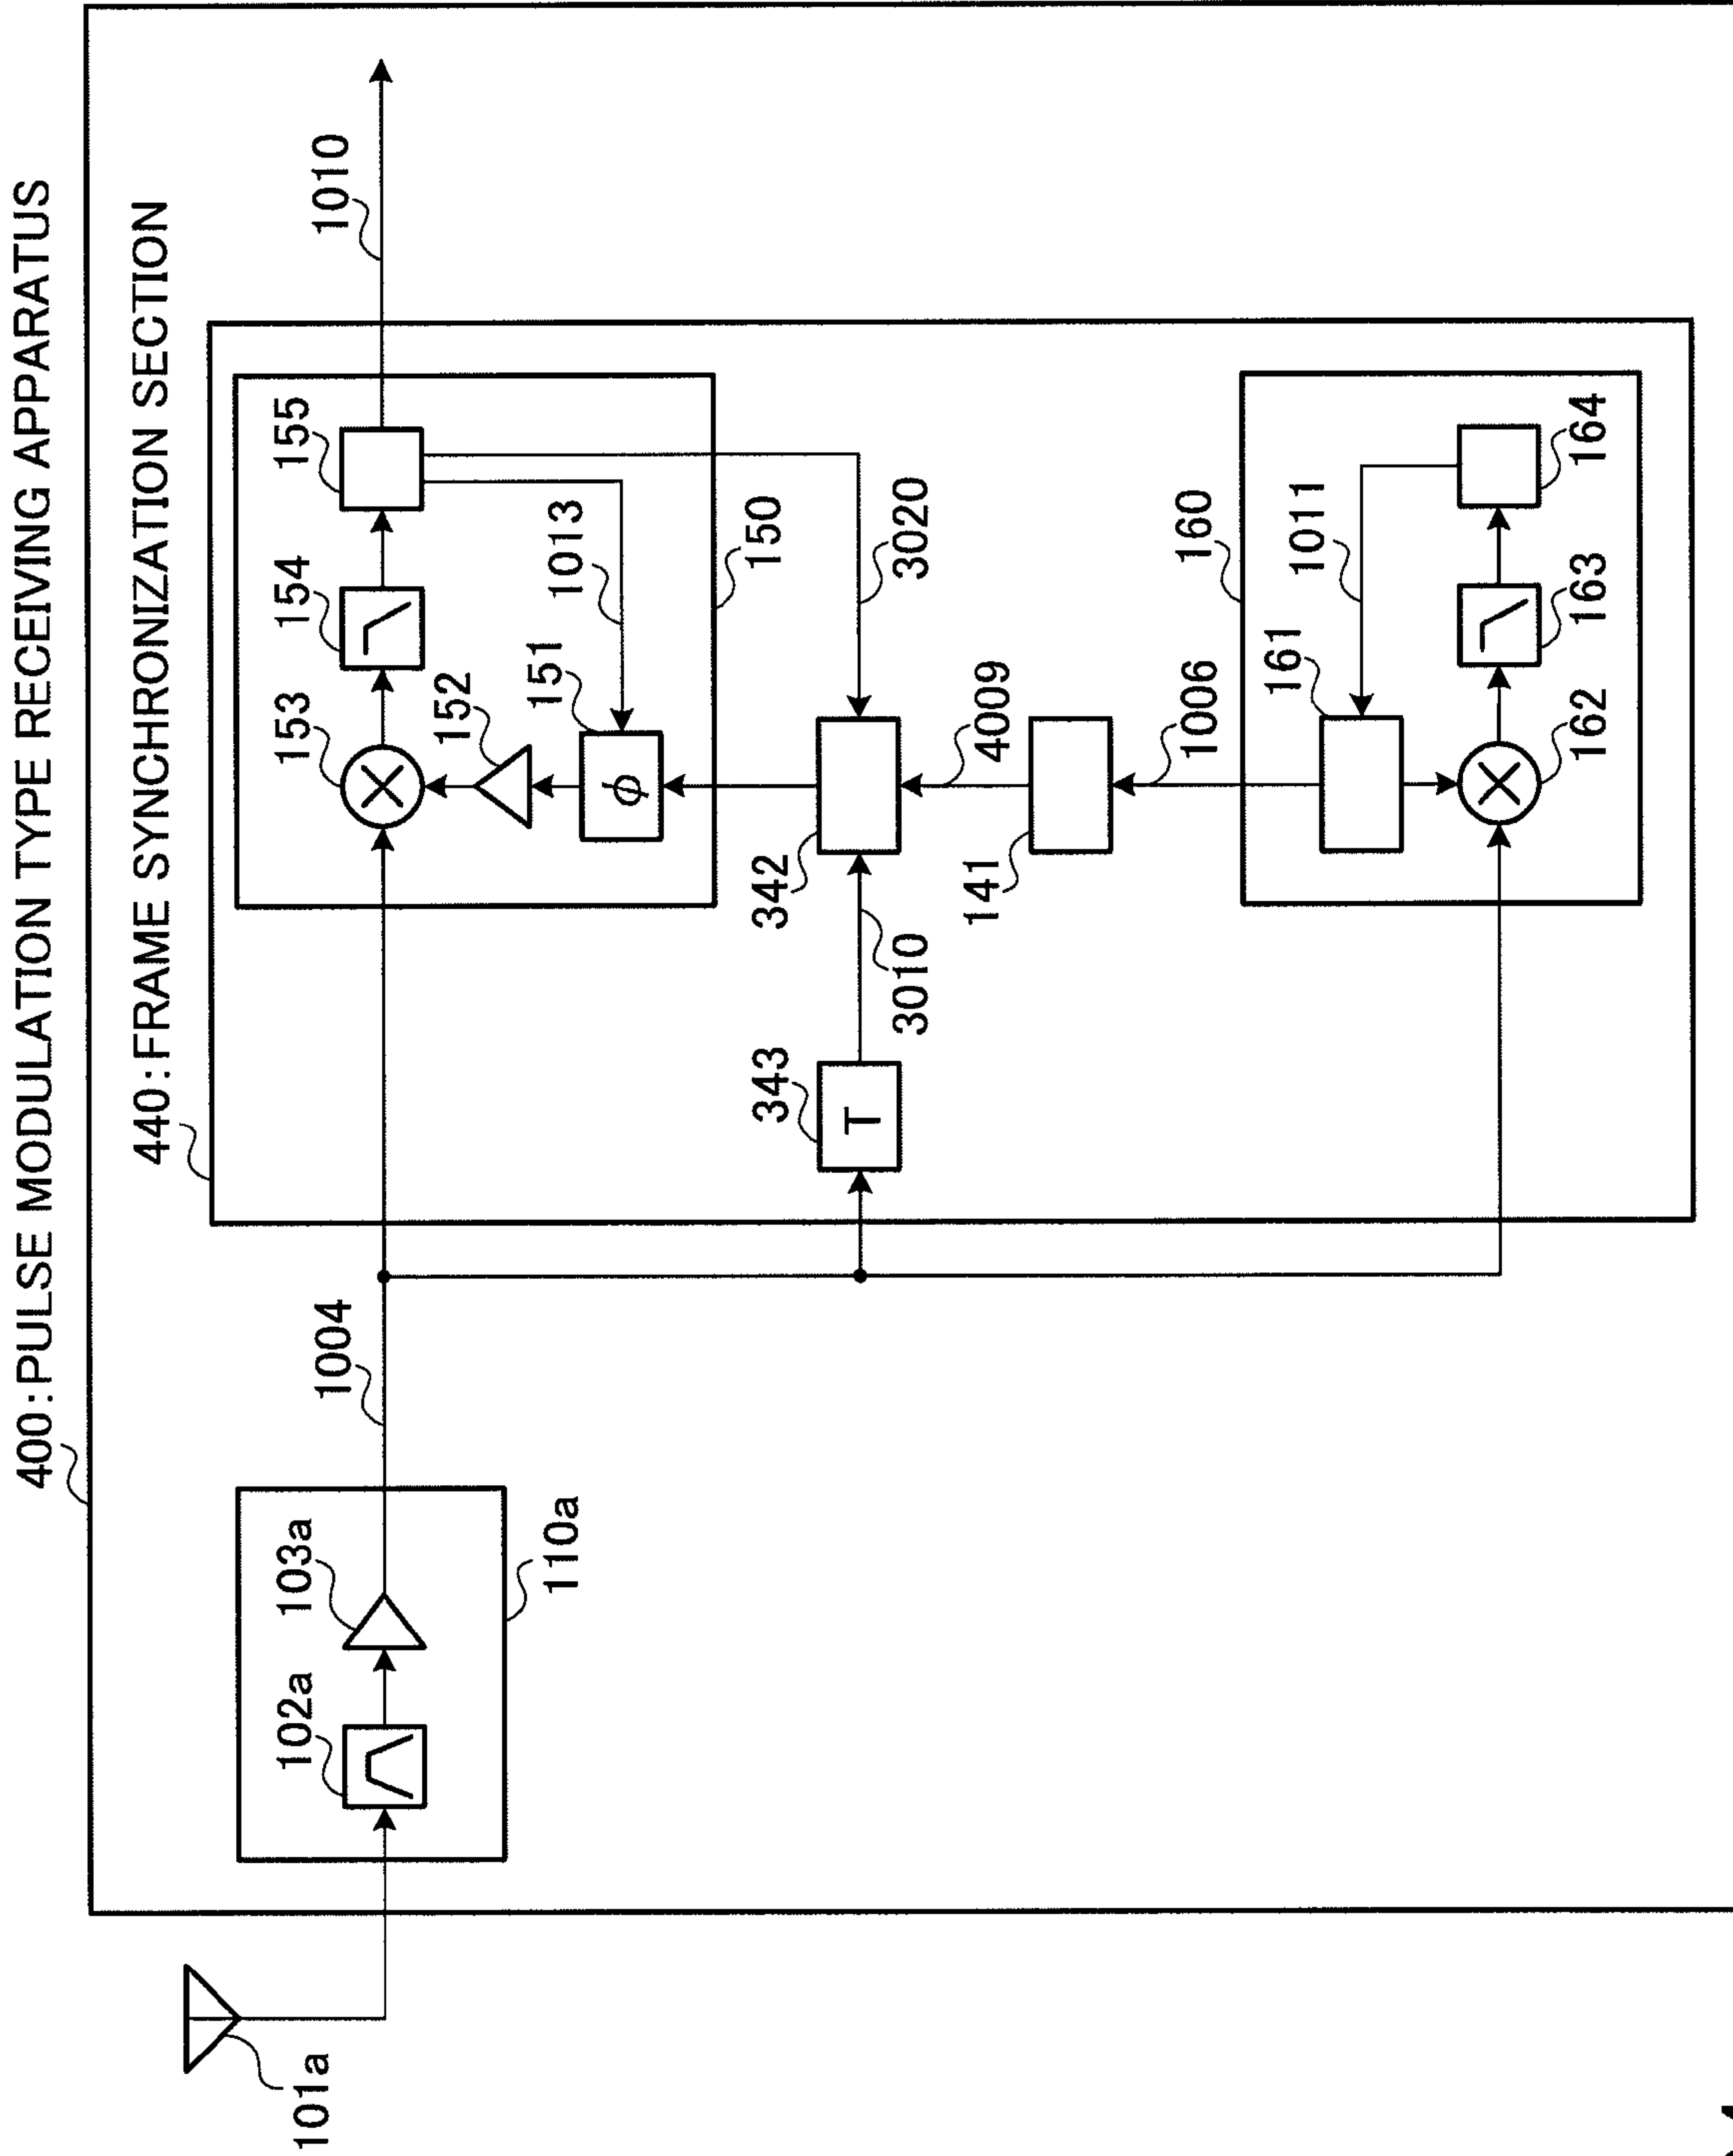 400:PULSE MODULATION TYPE RECEIVING APPARATUS
440:FRAME SYNCHRONIZATION SECTION
101a
102a
103a
110a
1004
153
154
155
1010
152
151
ϕ
1013
150
343
T
3010
342
3020
141
4009
1006
160
161
1011
162
163
164